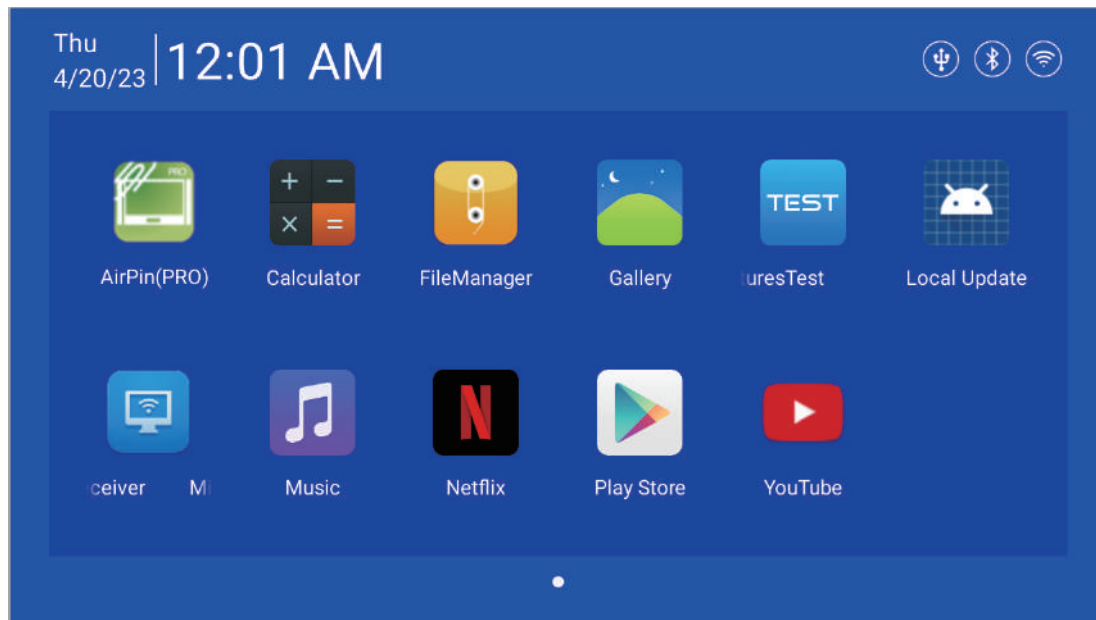 Thu
4/20/23
12:01 AM
PRO
TEST
AirPin(PRO) Calculator FileManager Gallery uresTest Local Update
N
ceiver M Music Netflix Play Store YouTube